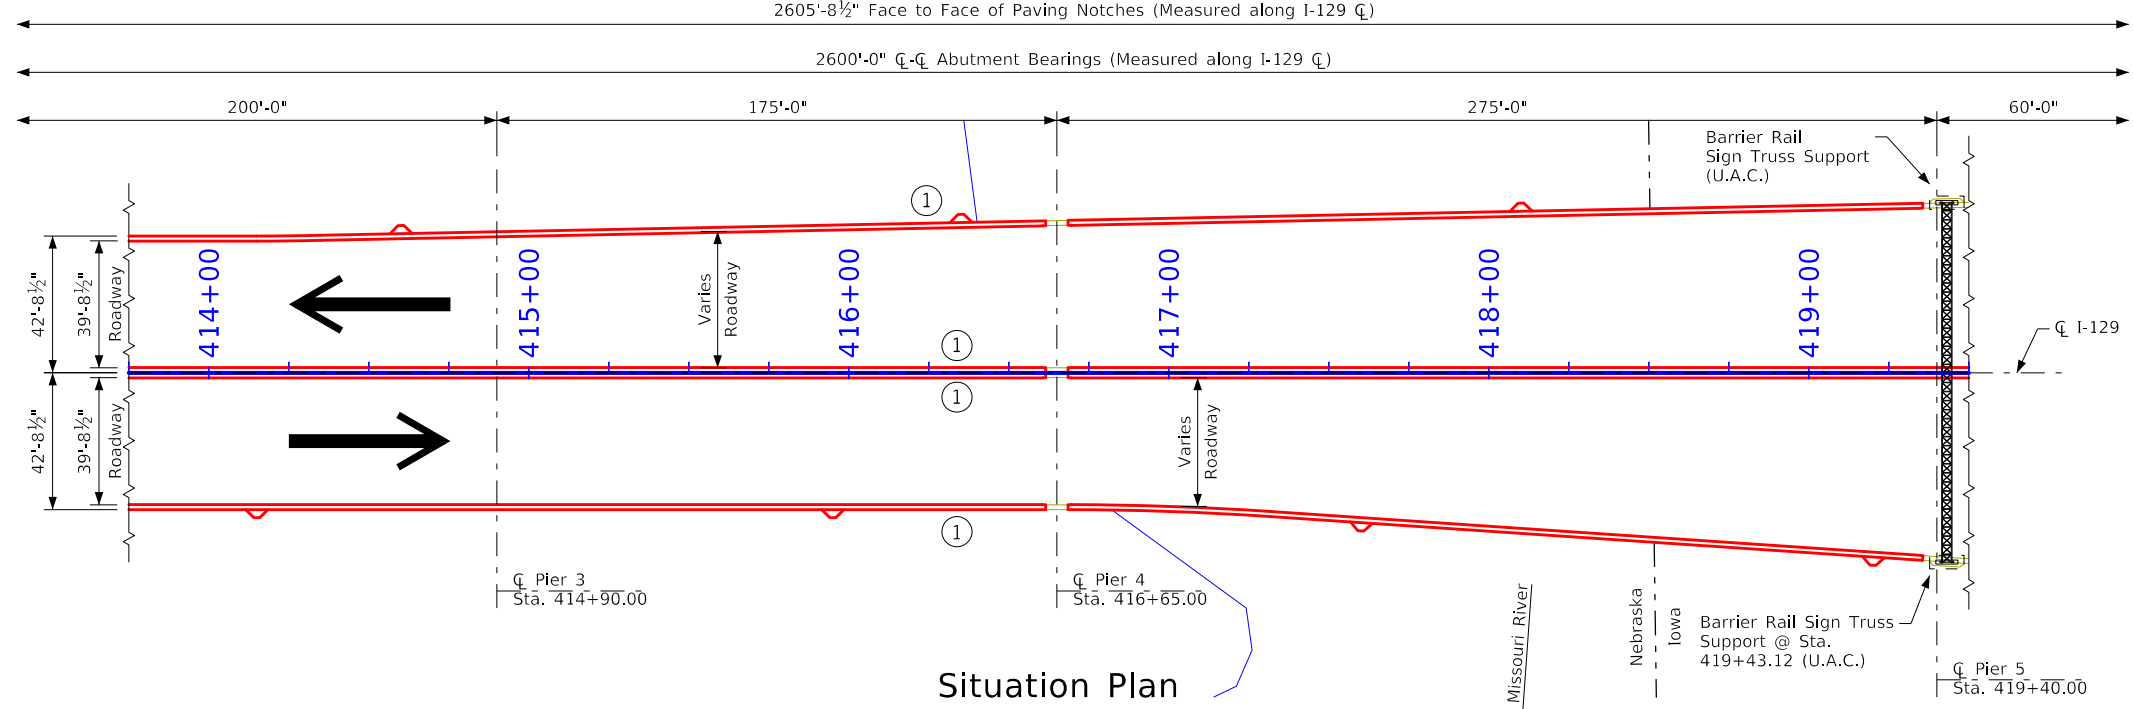 2605'-8½" Face to Face of Paving Notches (Measured along I-129 ℄)
2600'-0" ℄-℄ Abutment Bearings (Measured along I-129 ℄)
200'-0"
175'-0"
275'-0"
60'-0"
Barrier Rail
Sign Truss Support
(U.A.C.)
1
42'-8½"
39'-8½"
Roadway
414+00
415+00
Varies
Roadway
416+00
417+00
418+00
419+00
℄ I-129
1
1
42'-8½"
39'-8½"
Roadway
Varies
Roadway
1
℄ Pier 3
Sta. 414+90.00
℄ Pier 4
Sta. 416+65.00
Missouri River
Nebraska
Iowa
Barrier Rail Sign Truss
Support @ Sta.
419+43.12 (U.A.C.)
℄ Pier 5
Sta. 419+40.00
Situation Plan